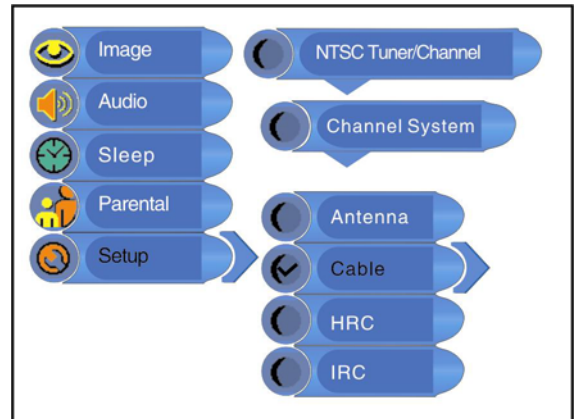 Image
Audio
Sleep
Parental
Setup
NTSC Tuner/Channel
Channel System
Antenna
Cable
HRC
IRC